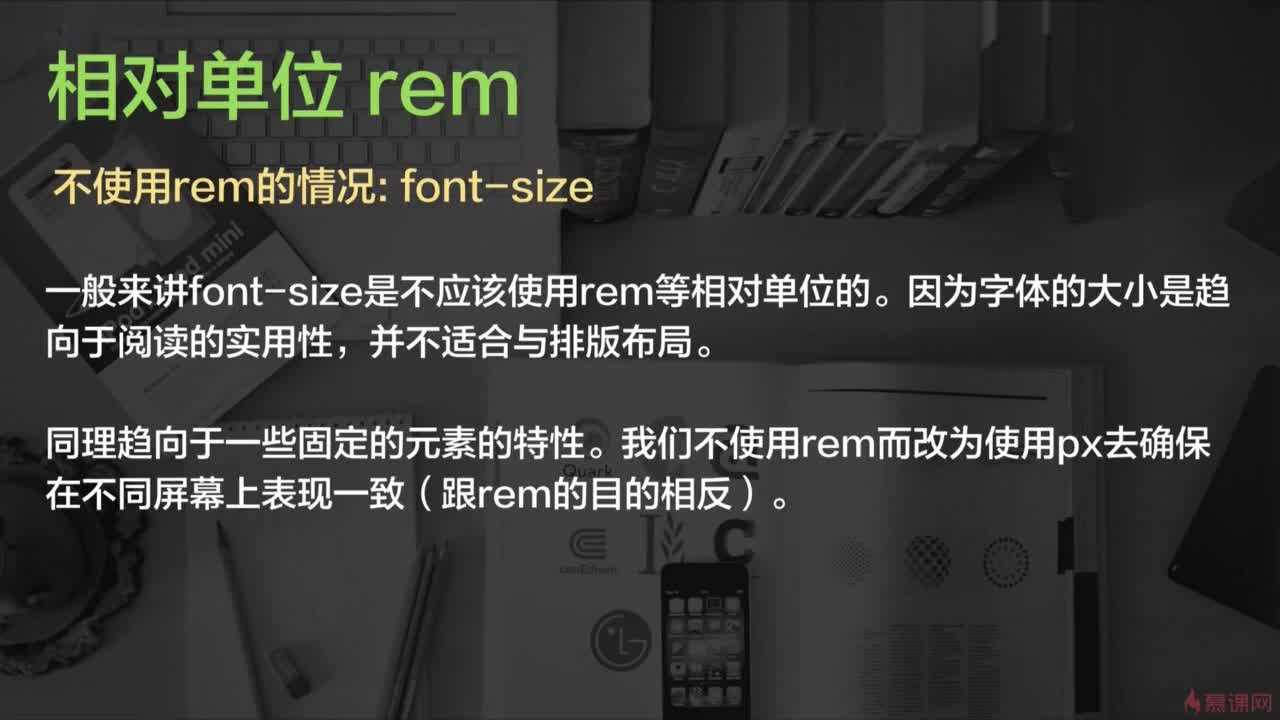 相对单位 rem
不使用rem的情况: font-size
一般来讲font-size是不应该使用rem等相对单位的。因为字体的大小是趋
向于阅读的实用性，并不适合与排版布局。
同理趋向于一些固定的元素的特性。我们不使用rem而改为使用px去确保
在不同屏幕上表现一致（跟rem的目的相反）。
Quark
慕课网